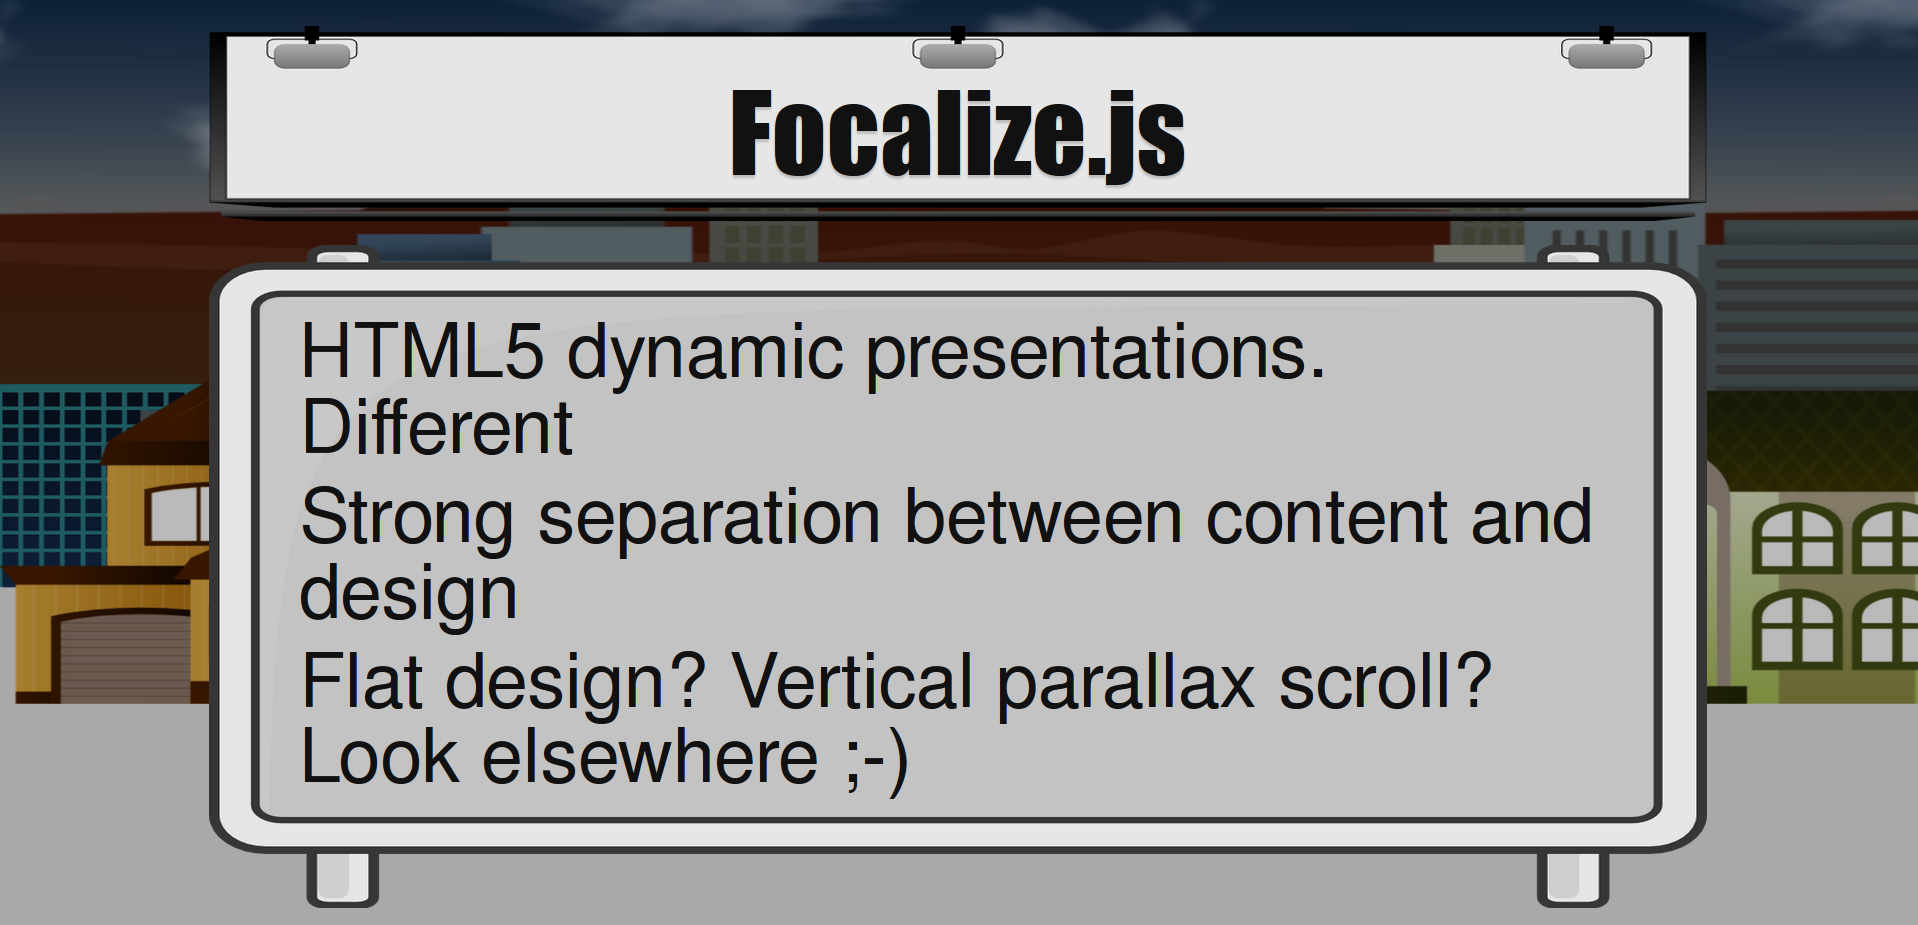 Focalize.js
HTML5 dynamic presentations.
Different
Strong separation between content and
design
Flat design? Vertical parallax scroll?
Look elsewhere ;-)